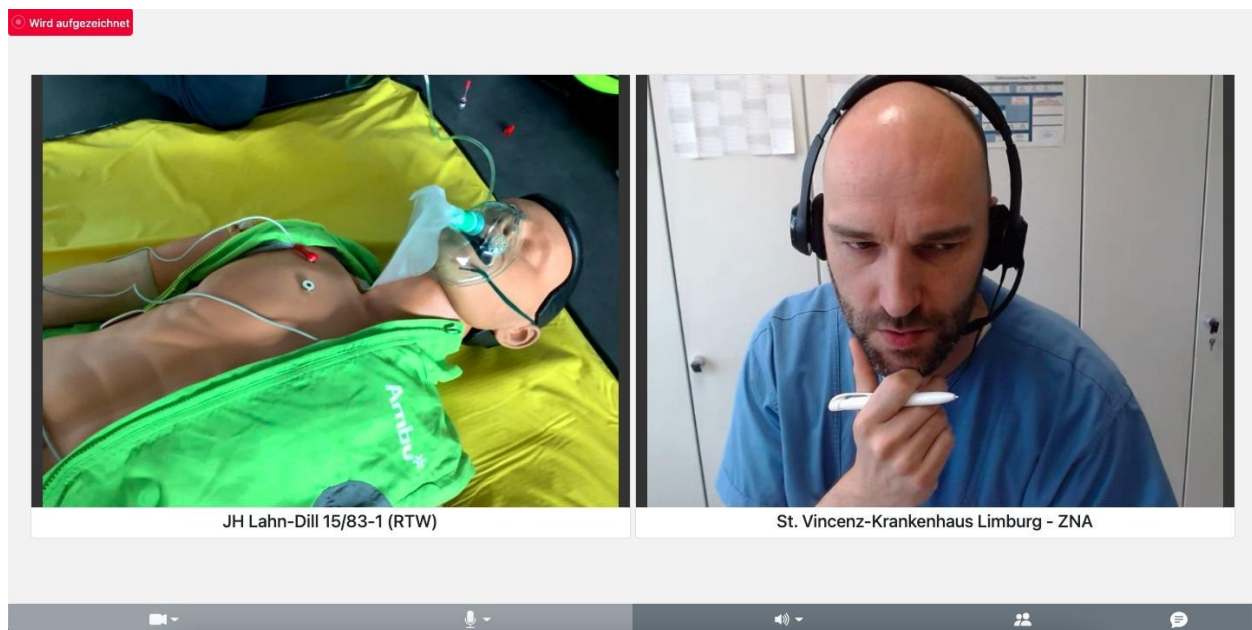 Wird aufgezeichnet
Ambu
JH Lahn-Dill 15/83-1 (RTW)
St. Vincenz-Krankenhaus Limburg - ZNA